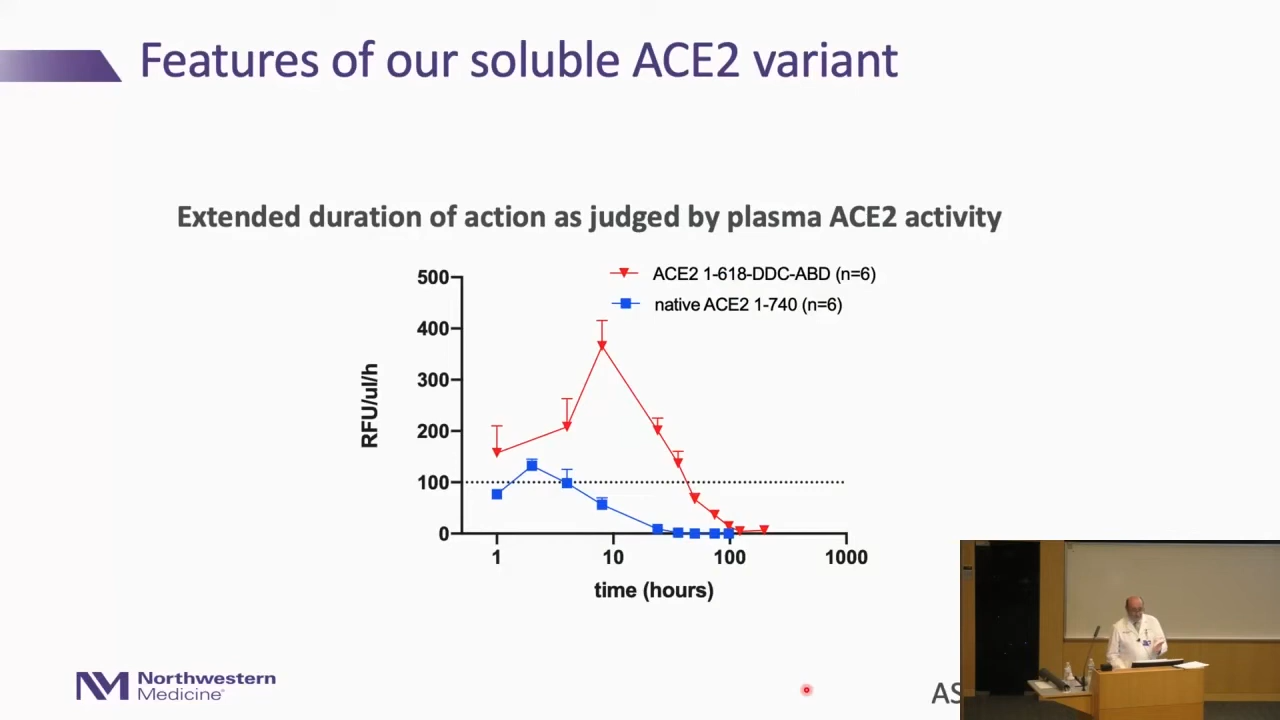 Features of our soluble ACE2 variant
Extended duration of action as judged by plasma ACE2 activity
ACE2 1-618-DDC-ABD (n=6)
native ACE2 1-740 (n=6)
RFU/ul/h
500
400
300
200
100
0
1 10 100 1000
time (hours)
NM Northwestern
Medicine®
AS